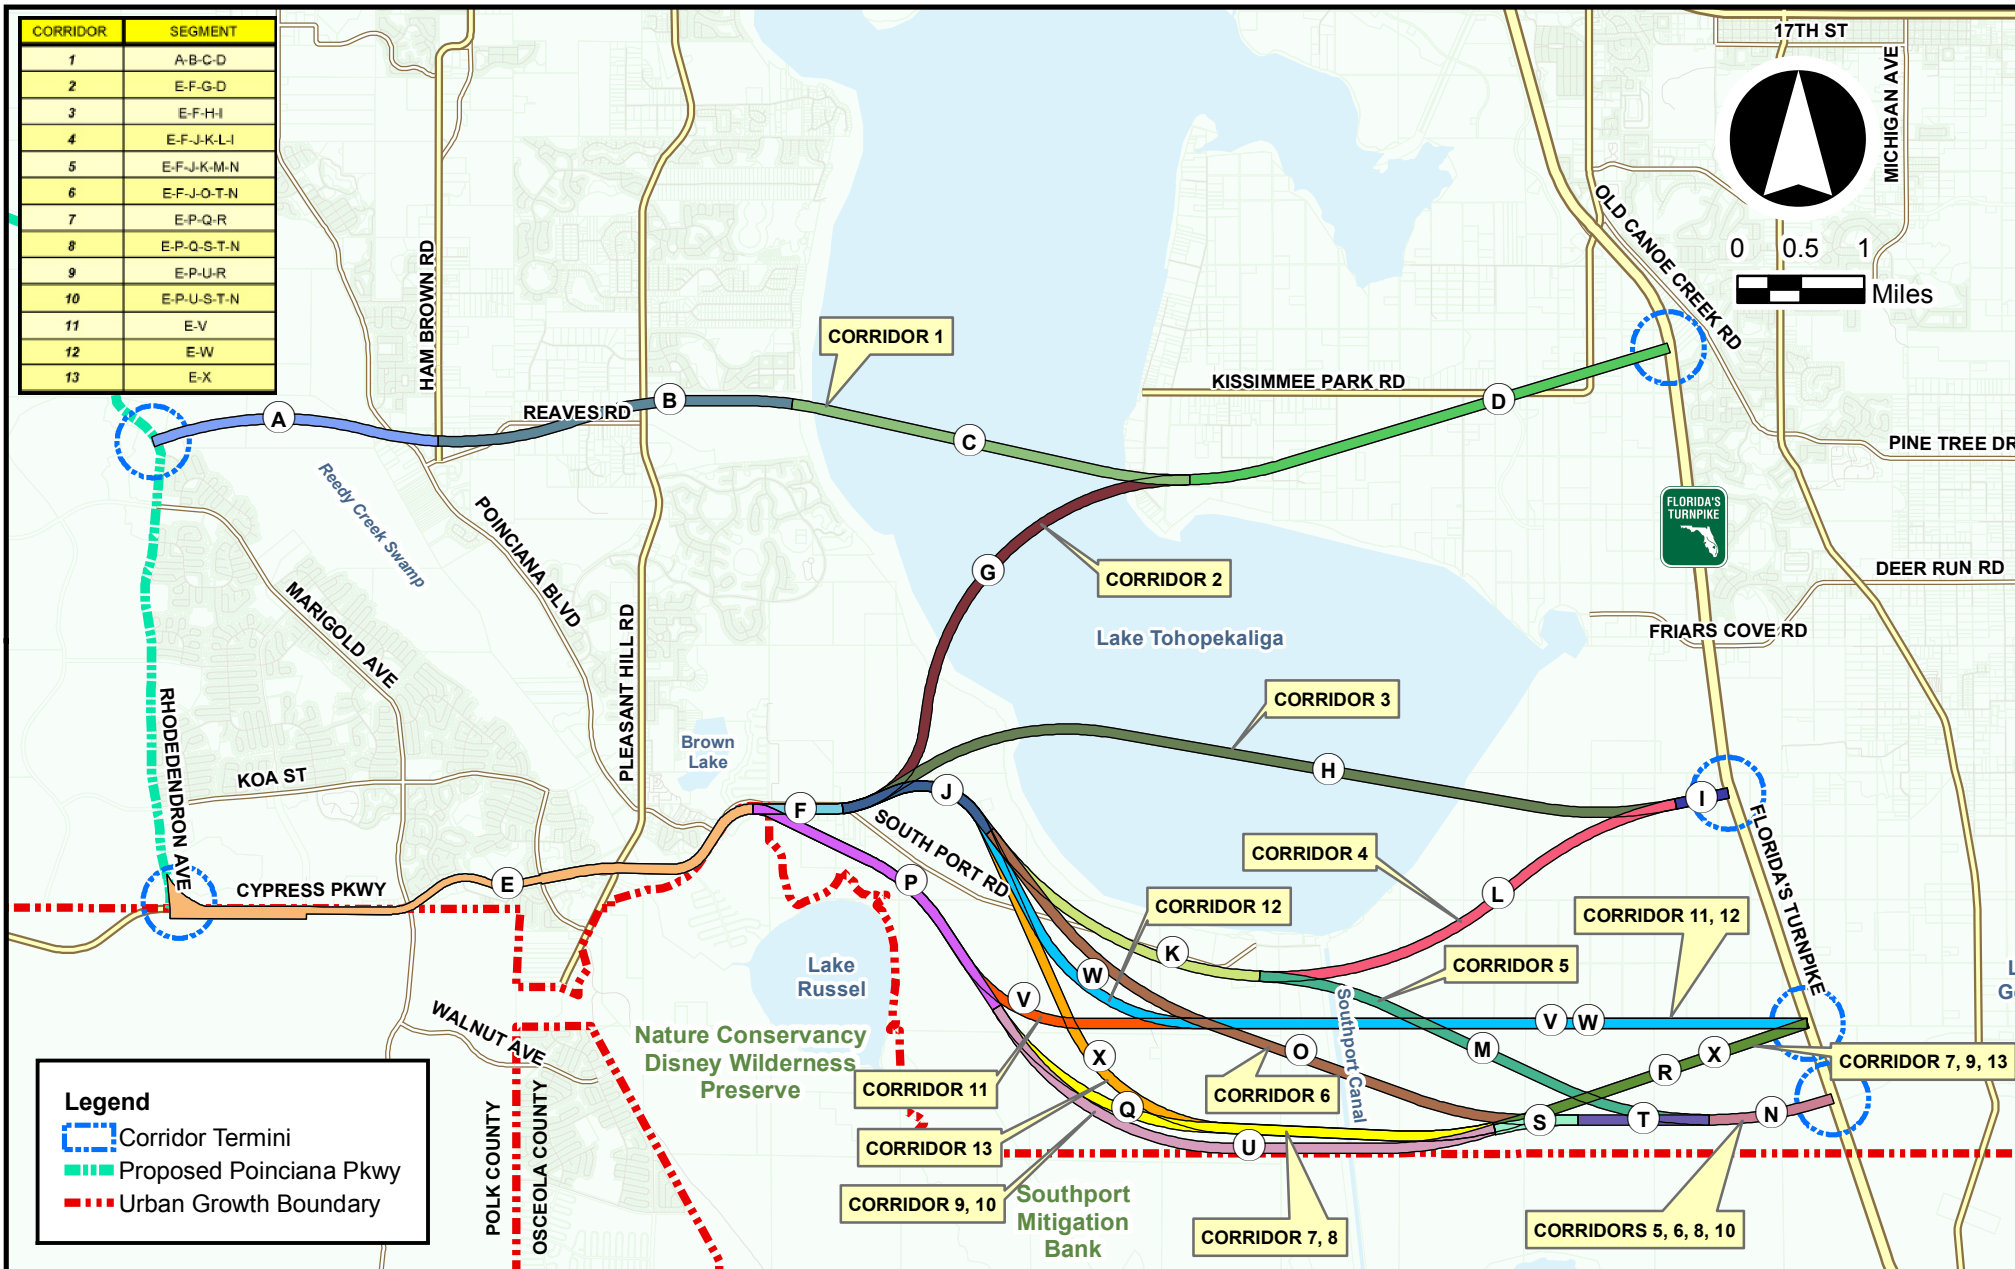 CORRIDOR SEGMENT
1 A-B-C-D
2 E-F-G-D
3 E-F-H-I
4 E-F-J-K-L-I
5 E-F-J-K-M-N
6 E-F-J-O-T-N
7 E-P-Q-R
8 E-P-Q-S-T-N
9 E-P-U-R
10 E-P-U-S-T-N
11 E-V
12 E-W
13 E-X
17TH ST
MICHIGAN AVE
OLD CANOE CREEK RD
0 0.5 1
Miles
HAM BROWN RD
CORRIDOR 1
KISSIMMEE PARK RD
REAVES RD
A
B
C
D
PINE TREE DR
Reedy Creek Swamp
POINCIANA BLVD
FLORIDA'S
TURNPIKE
G
CORRIDOR 2
DEER RUN RD
MARIGOLD AVE
PLEASANT HILL RD
Lake Tohopekaliga
FRIARS COVE RD
RHODEDENDRON AVE
CORRIDOR 3
Brown
Lake
KOA ST
H
I
J
F
SOUTH PORT RD
FLORIDA'S TURNPIKE
CORRIDOR 4
CYPRESS PKWY
E
P
L
CORRIDOR 12
CORRIDOR 11, 12
K
W
CORRIDOR 5
Lake
Russel
V
Southport Canal
V
W
WALNUT AVE
Nature Conservancy
Disney Wilderness
Preserve
X
O
M
R
X
CORRIDOR 7, 9, 13
CORRIDOR 11
CORRIDOR 6
Q
S
T
N
CORRIDOR 13
U
CORRIDOR 9, 10
Southport
Mitigation
Bank
CORRIDOR 7, 8
CORRIDORS 5, 6, 8, 10
POLK COUNTY
OSCEOLA COUNTY
Legend
Corridor Termini
Proposed Poinciana Pkwy
Urban Growth Boundary